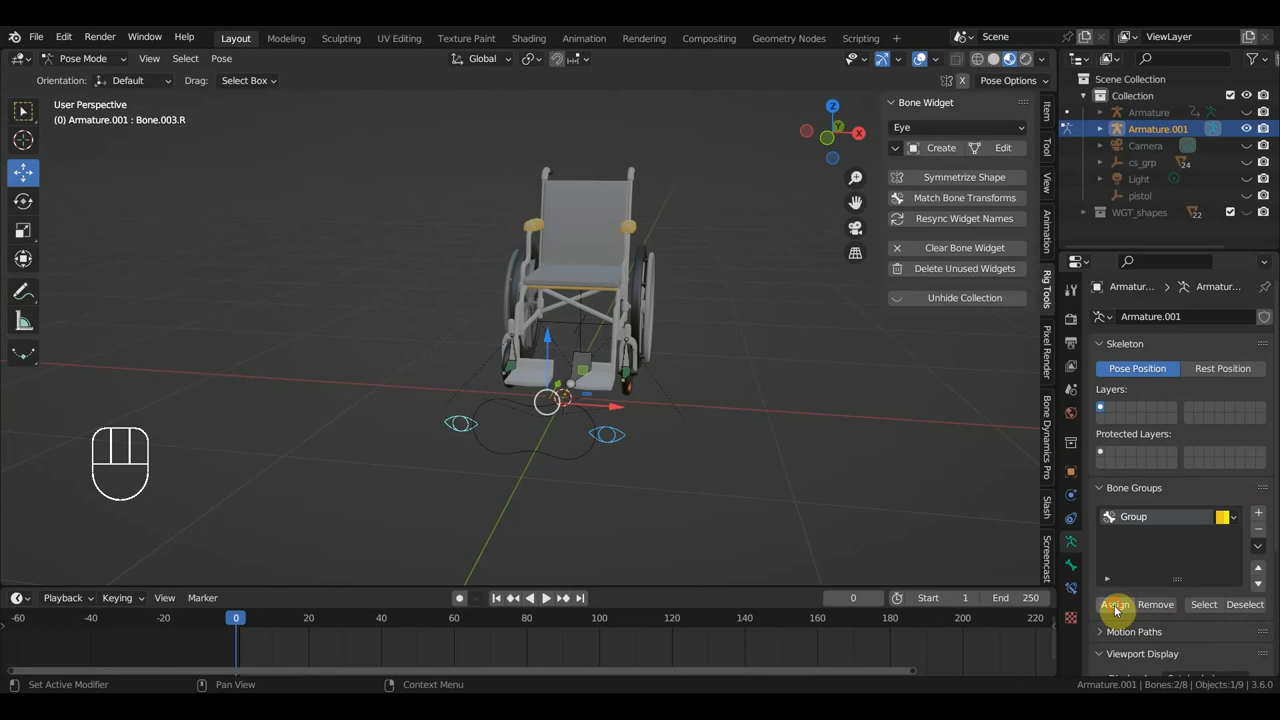 File Edit Render Window Help Layout Modeling Sculpting UV Editing Texture Paint Shading Animation Rendering Compositing Geometry Nodes Scripting + Scene ViewLayer
Pose Mode View Select Pose Global
Orientation: Default Drag: Select Box X Pose Options
User Perspective
(0) Armature.001 : Bone.003.R
Z
Y
X
Bone Widget
Eye
Create Edit
Symmetrize Shape
Match Bone Transforms
Resync Widget Names
Clear Bone Widget
Delete Unused Widgets
Unhide Collection
Item
Tool
View
Animation
Rig Tools
Pixel Render
Bone Dynamics Pro
Slash
Screencast
Scene Collection
Collection
Armature
Armature.001
Camera
cs_grp 24
Light
pistol
WGT_shapes 22
Armatur... Armatur...
Armature.001
Skeleton
Pose Position Rest Position
Layers:
Protected Layers:
Bone Groups
Group
Assign Remove Select Deselect
Motion Paths
Viewport Display
Playback Keying View Marker 0 Start 1 End 250
-60 -40 -20 0 20 40 60 80 100 120 140 160 180 200 220
Set Active Modifier Pan View Context Menu Armature.001 | Bones:2/8 | Objects:1/9 | 3.6.0